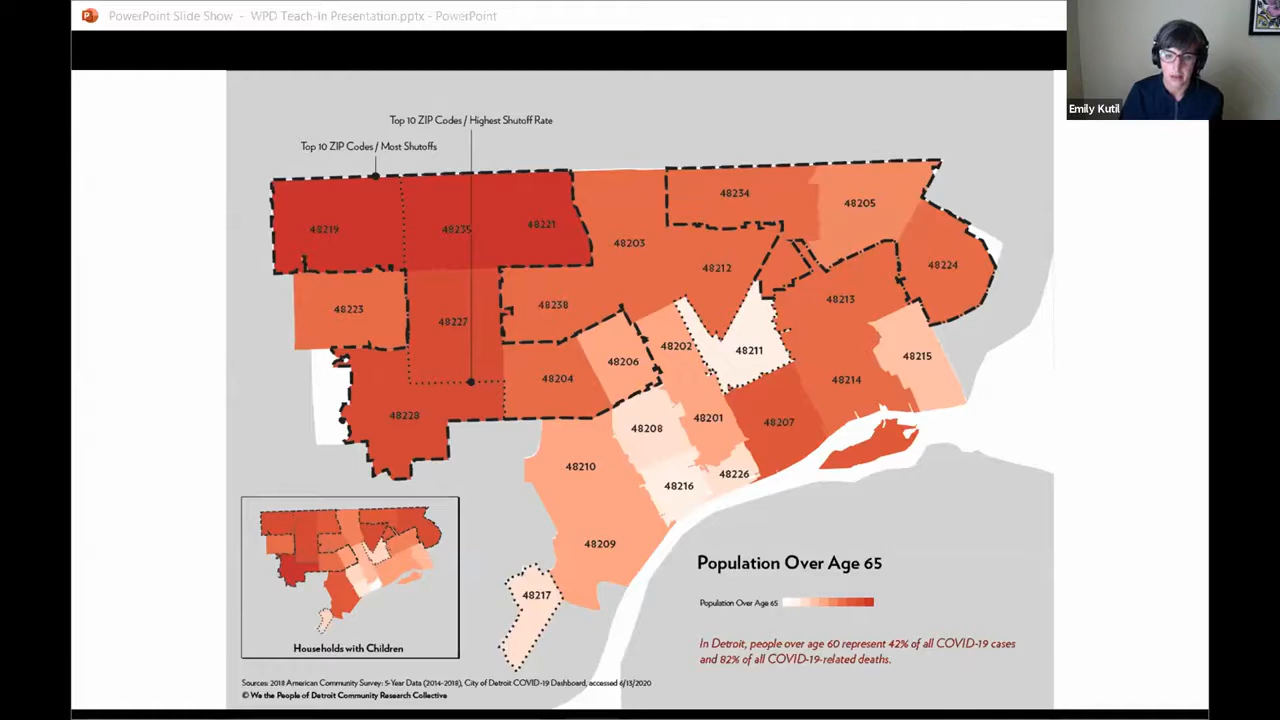 PowerPoint Slide Show - WPD Teach-In Presentation.pptx - PowerPoint
Emily Kutil
Top 10 ZIP Codes / Highest Shutoff Rate
Top 10 ZIP Codes / Most Shutoffs
48234
48205
48219
48235
48221
48203
48212
48224
48223
48227
48238
48213
48202
48211
48215
48206
48204
48214
48228
48201
48207
48208
48210
48226
48216
48209
48217
Households with Children
Population Over Age 65
Population Over Age 65
In Detroit, people over age 60 represent 42% of all COVID-19 cases
and 82% of all COVID-19-related deaths.
Sources: 2018 American Community Survey: 5-Year Data (2014-2018), City of Detroit COVID-19 Dashboard, accessed 6/13/2020
© We the People of Detroit Community Research Collective